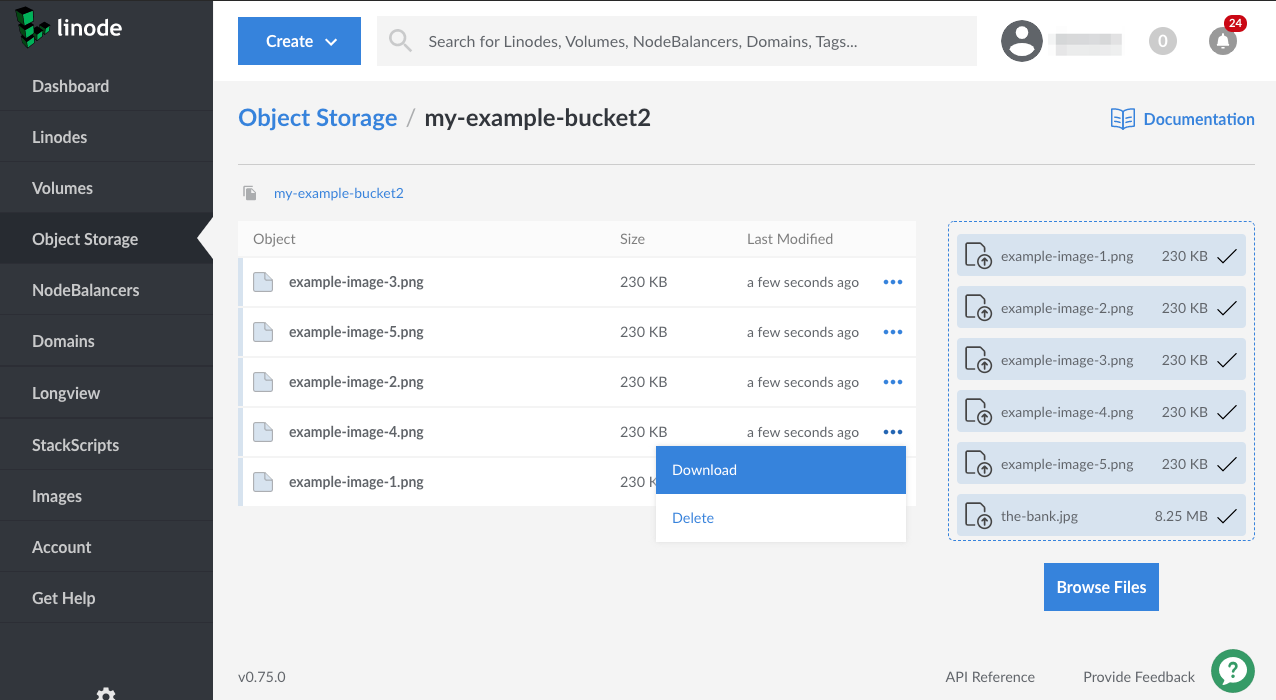 linode
Create
Search for Linodes, Volumes, NodeBalancers, Domains, Tags...
0
24
Dashboard
Linodes
Volumes
Object Storage
NodeBalancers
Domains
Longview
StackScripts
Images
Account
Get Help
Object Storage / my-example-bucket2
Documentation
my-example-bucket2
Object Size Last Modified
example-image-3.png 230 KB a few seconds ago
example-image-5.png 230 KB a few seconds ago
example-image-2.png 230 KB a few seconds ago
example-image-4.png 230 KB a few seconds ago
example-image-1.png 230 K
Download
Delete
example-image-1.png 230 KB
example-image-2.png 230 KB
example-image-3.png 230 KB
example-image-4.png 230 KB
example-image-5.png 230 KB
the-bank.jpg 8.25 MB
Browse Files
v0.75.0
API Reference
Provide Feedback
?